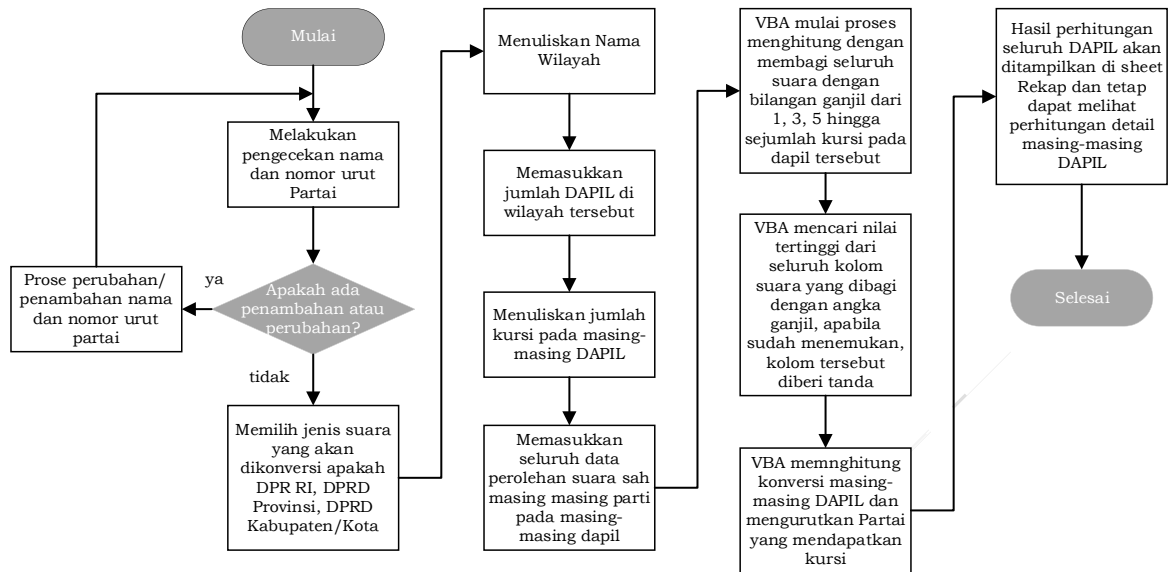 Mulai
Melakukan
pengecekan nama
dan nomor urut
Partai
Apakah ada
penambahan atau
perubahan?
ya
Prose perubahan/
penambahan nama
dan nomor urut
partai
tidak
Memilih jenis suara
yang akan
dikonversi apakah
DPR RI, DPRD
Provinsi, DPRD
Kabupaten/Kota
Menuliskan Nama
Wilayah
Memasukkan
jumlah DAPIL di
wilayah tersebut
Menuliskan jumlah
kursi pada masing-
masing DAPIL
Memasukkan
seluruh data
perolehan suara sah
masing masing parti
pada masing-
masing dapil
VBA mulai proses
menghitung dengan
membagi seluruh
suara dengan
bilangan ganjil dari
1, 3, 5 hingga
sejumlah kursi pada
dapil tersebut
VBA mencari nilai
tertinggi dari
seluruh kolom
suara yang dibagi
dengan angka
ganjil, apabila
sudah menemukan,
kolom tersebut
diberi tanda
VBA memnghitung
konversi masing-
masing DAPIL dan
mengurutkan Partai
yang mendapatkan
kursi
Hasil perhitungan
seluruh DAPIL akan
ditampilkan di sheet
Rekap dan tetap
dapat melihat
perhitungan detail
masing-masing
DAPIL
Selesai